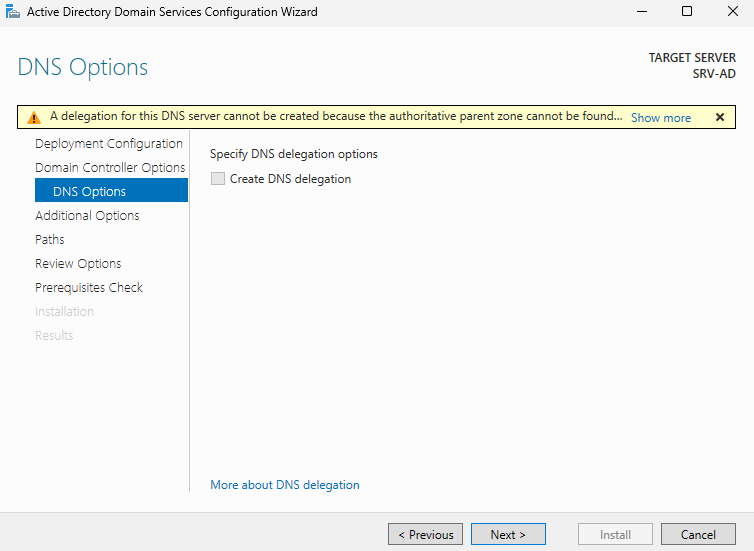 Active Directory Domain Services Configuration Wizard
DNS Options
TARGET SERVER
SRV-AD
A delegation for this DNS server cannot be created because the authoritative parent zone cannot be found... Show more
Deployment Configuration
Domain Controller Options
DNS Options
Additional Options
Paths
Review Options
Prerequisites Check
Installation
Results
Specify DNS delegation options
Create DNS delegation
More about DNS delegation
< Previous Next > Install Cancel